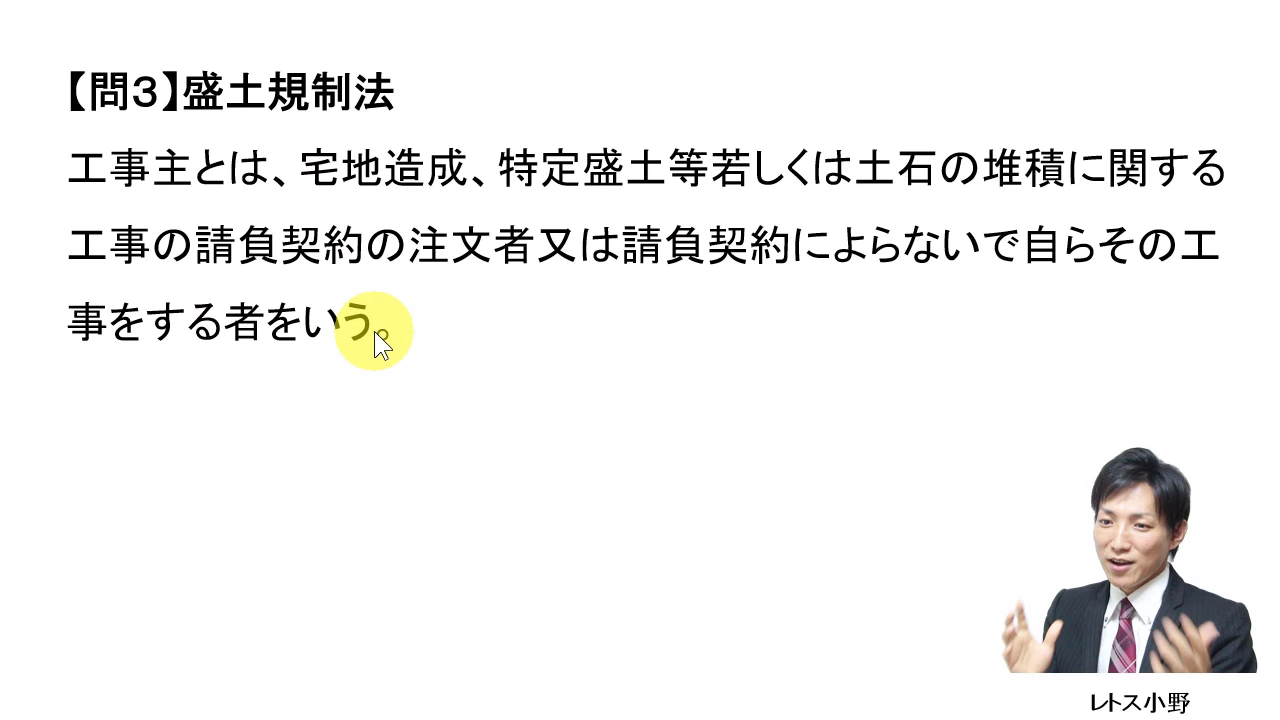 【問３】盛土規制法
工事主とは、宅地造成、特定盛土等若しくは土石の堆積に関する
工事の請負契約の注文者又は請負契約によらないで自らその工
事をする者をいう。
レトス小野